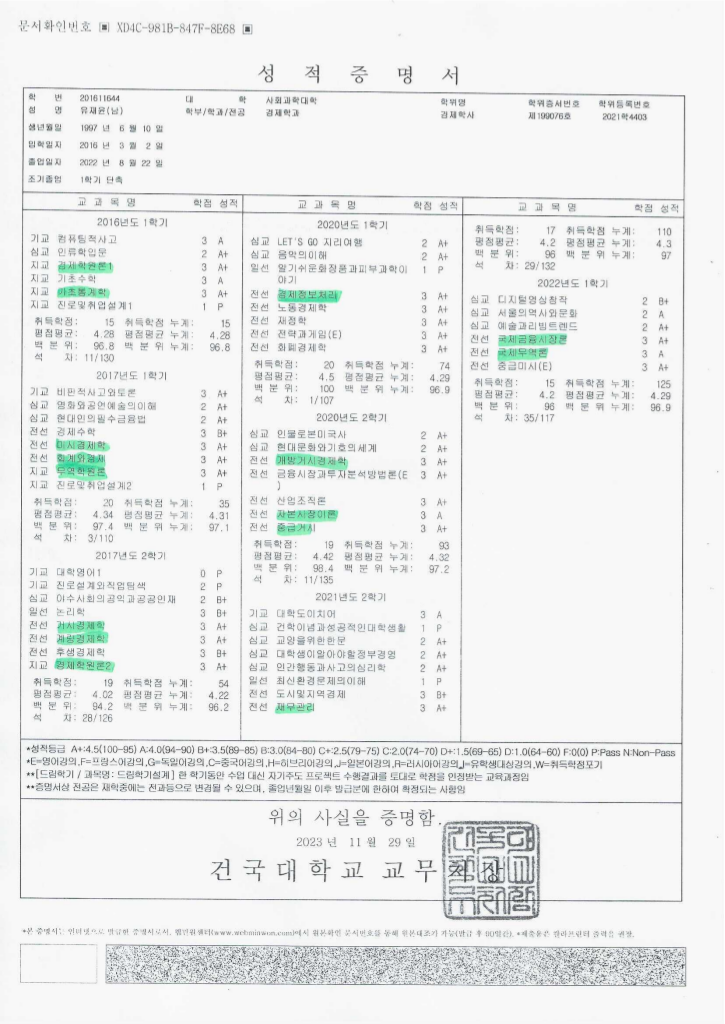 문서확인번호 ▣ XD4C-981B-847F-8E68 ▣
성 적 증 명 서
학 번 201611644 대 학 사회과학대학 학위명 학위증서번호 학위등록번호
성 명 유재윤(남) 학부/학과/전공 경제학과 경제학사 제199076호 2021학4403
생년월일 1997 년 6 월 10 일
입학일자 2016 년 3 월 2 일
졸업일자 2022 년 8 월 22 일
조기졸업 1학기 단축
교 과 목 명 학점 성적
2016년도 1학기
기교 컴퓨팅적사고 3 A
심교 인류학입문 2 A+
지교 경제학원론1 3 A+
지교 기초수학 3 A
지교 기초통계학 3 A+
지교 진로및취업설계1 1 P
취득학점: 15 취득학점 누계: 15
평점평균: 4.28 평점평균 누계: 4.28
백 분 위: 96.8 백 분 위 누계: 96.8
석 차: 11/130
2017년도 1학기
기교 비판적사고와토론 3 A+
심교 영화와공연예술의이해 2 A+
심교 현대인의필수금융법 2 A+
전선 경제수학 3 B+
전선 미시경제학 3 A+
전선 회계와경제 3 A+
지교 무역학원론 3 A+
지교 진로및취업설계2 1 P
취득학점: 20 취득학점 누계: 35
평점평균: 4.34 평점평균 누계: 4.31
백 분 위: 97.4 백 분 위 누계: 97.1
석 차: 3/110
2017년도 2학기
기교 대학영어1 0 P
기교 진로설계와직업탐색 2 P
심교 이수사회의공익과공공인재 2 B+
일선 논리학 3 B+
전선 거시경제학 3 A+
전선 계량경제학 3 A+
전선 후생경제학 3 B+
지교 경제학원론2 3 A+
취득학점: 19 취득학점 누계: 54
평점평균: 4.02 평점평균 누계: 4.22
백 분 위: 94.2 백 분 위 누계: 96.2
석 차: 28/126
교 과 목 명 학점 성적
2020년도 1학기
심교 LET'S GO 지리여행 2 A+
심교 음악의이해 2 A+
일선 알기쉬운화장품과피부과학이 1 P
야기
전선 경제정보처리 3 A+
전선 노동경제학 3 A+
전선 재정학 3 A+
전선 전략과게임(E) 3 A+
전선 화폐경제학 3 A+
취득학점: 20 취득학점 누계: 74
평점평균: 4.5 평점평균 누계: 4.29
백 분 위: 100 백 분 위 누계: 96.9
석 차: 1/107
2020년도 2학기
심교 인물로본미국사 2 A+
심교 현대문화와기호의세계 2 A+
전선 개방거시경제학 3 A+
전선 금융시장과투자분석방법론(E 3 A+
)
전선 산업조직론 3 A+
전선 자본시장이론 3 A
전선 중급거시 3 A+
취득학점: 19 취득학점 누계: 93
평점평균: 4.42 평점평균 누계: 4.32
백 분 위: 98.4 백 분 위 누계: 97.2
석 차: 11/135
2021년도 2학기
기교 대학도이치어 3 A
심교 건학이념과성공적인대학생활 1 P
심교 교양을위한한문 2 A+
심교 대학생이알아야할정부경영 2 A+
심교 인간행동과사고의심리학 2 A+
일선 최신환경문제의이해 1 P
전선 도시및지역경제 3 B+
전선 재무관리 3 A+
교 과 목 명 학점 성적
취득학점: 17 취득학점 누계: 110
평점평균: 4.2 평점평균 누계: 4.3
백 분 위: 96 백 분 위 누계: 97
석 차: 29/132
2022년도 1학기
심교 디지털영상창작 2 B+
심교 서울의역사와문화 2 A
심교 예술과리빙트렌드 2 A+
전선 국제금융시장론 3 A+
전선 국제무역론 3 A
전선 중급미시(E) 3 A+
취득학점: 15 취득학점 누계: 125
평점평균: 4.2 평점평균 누계: 4.29
백 분 위: 96 백 분 위 누계: 96.9
석 차: 35/117
*성적등급 A+:4.5(100-95) A:4.0(94-90) B+:3.5(89-85) B:3.0(84-80) C+:2.5(79-75) C:2.0(74-70) D+:1.5(69-65) D:1.0(64-60) F:0(0) P:Pass N:Non-Pass
*E=영어강의,F=프랑스어강의,G=독일어강의,C=중국어강의,H=히브리어강의,J=일본어강의,R=러시아어강의,I=유학생대상강의,W=취득학점포기
**[드림학기 / 과목명 : 드림학기설계] 한 학기동안 수업 대신 자기주도 프로젝트 수행결과를 토대로 학점을 인정받는 교육과정임
**증명서상 전공은 재학중에는 전과등으로 변경될 수 있으며, 졸업년월일 이후 발급분에 한하여 확정되는 사항임
위의 사실을 증명함.
2023 년 11 월 29 일
건 국 대 학 교 교 무 처 장
*본 증명서는 인터넷으로 발급한 증명서로서, 웹민원센터(www.webminwon.com)에서 원본확인 문서번호를 통해 원본대조가 가능(발급 후 90일간). *제출용은 칼라프린터 출력을 권장.